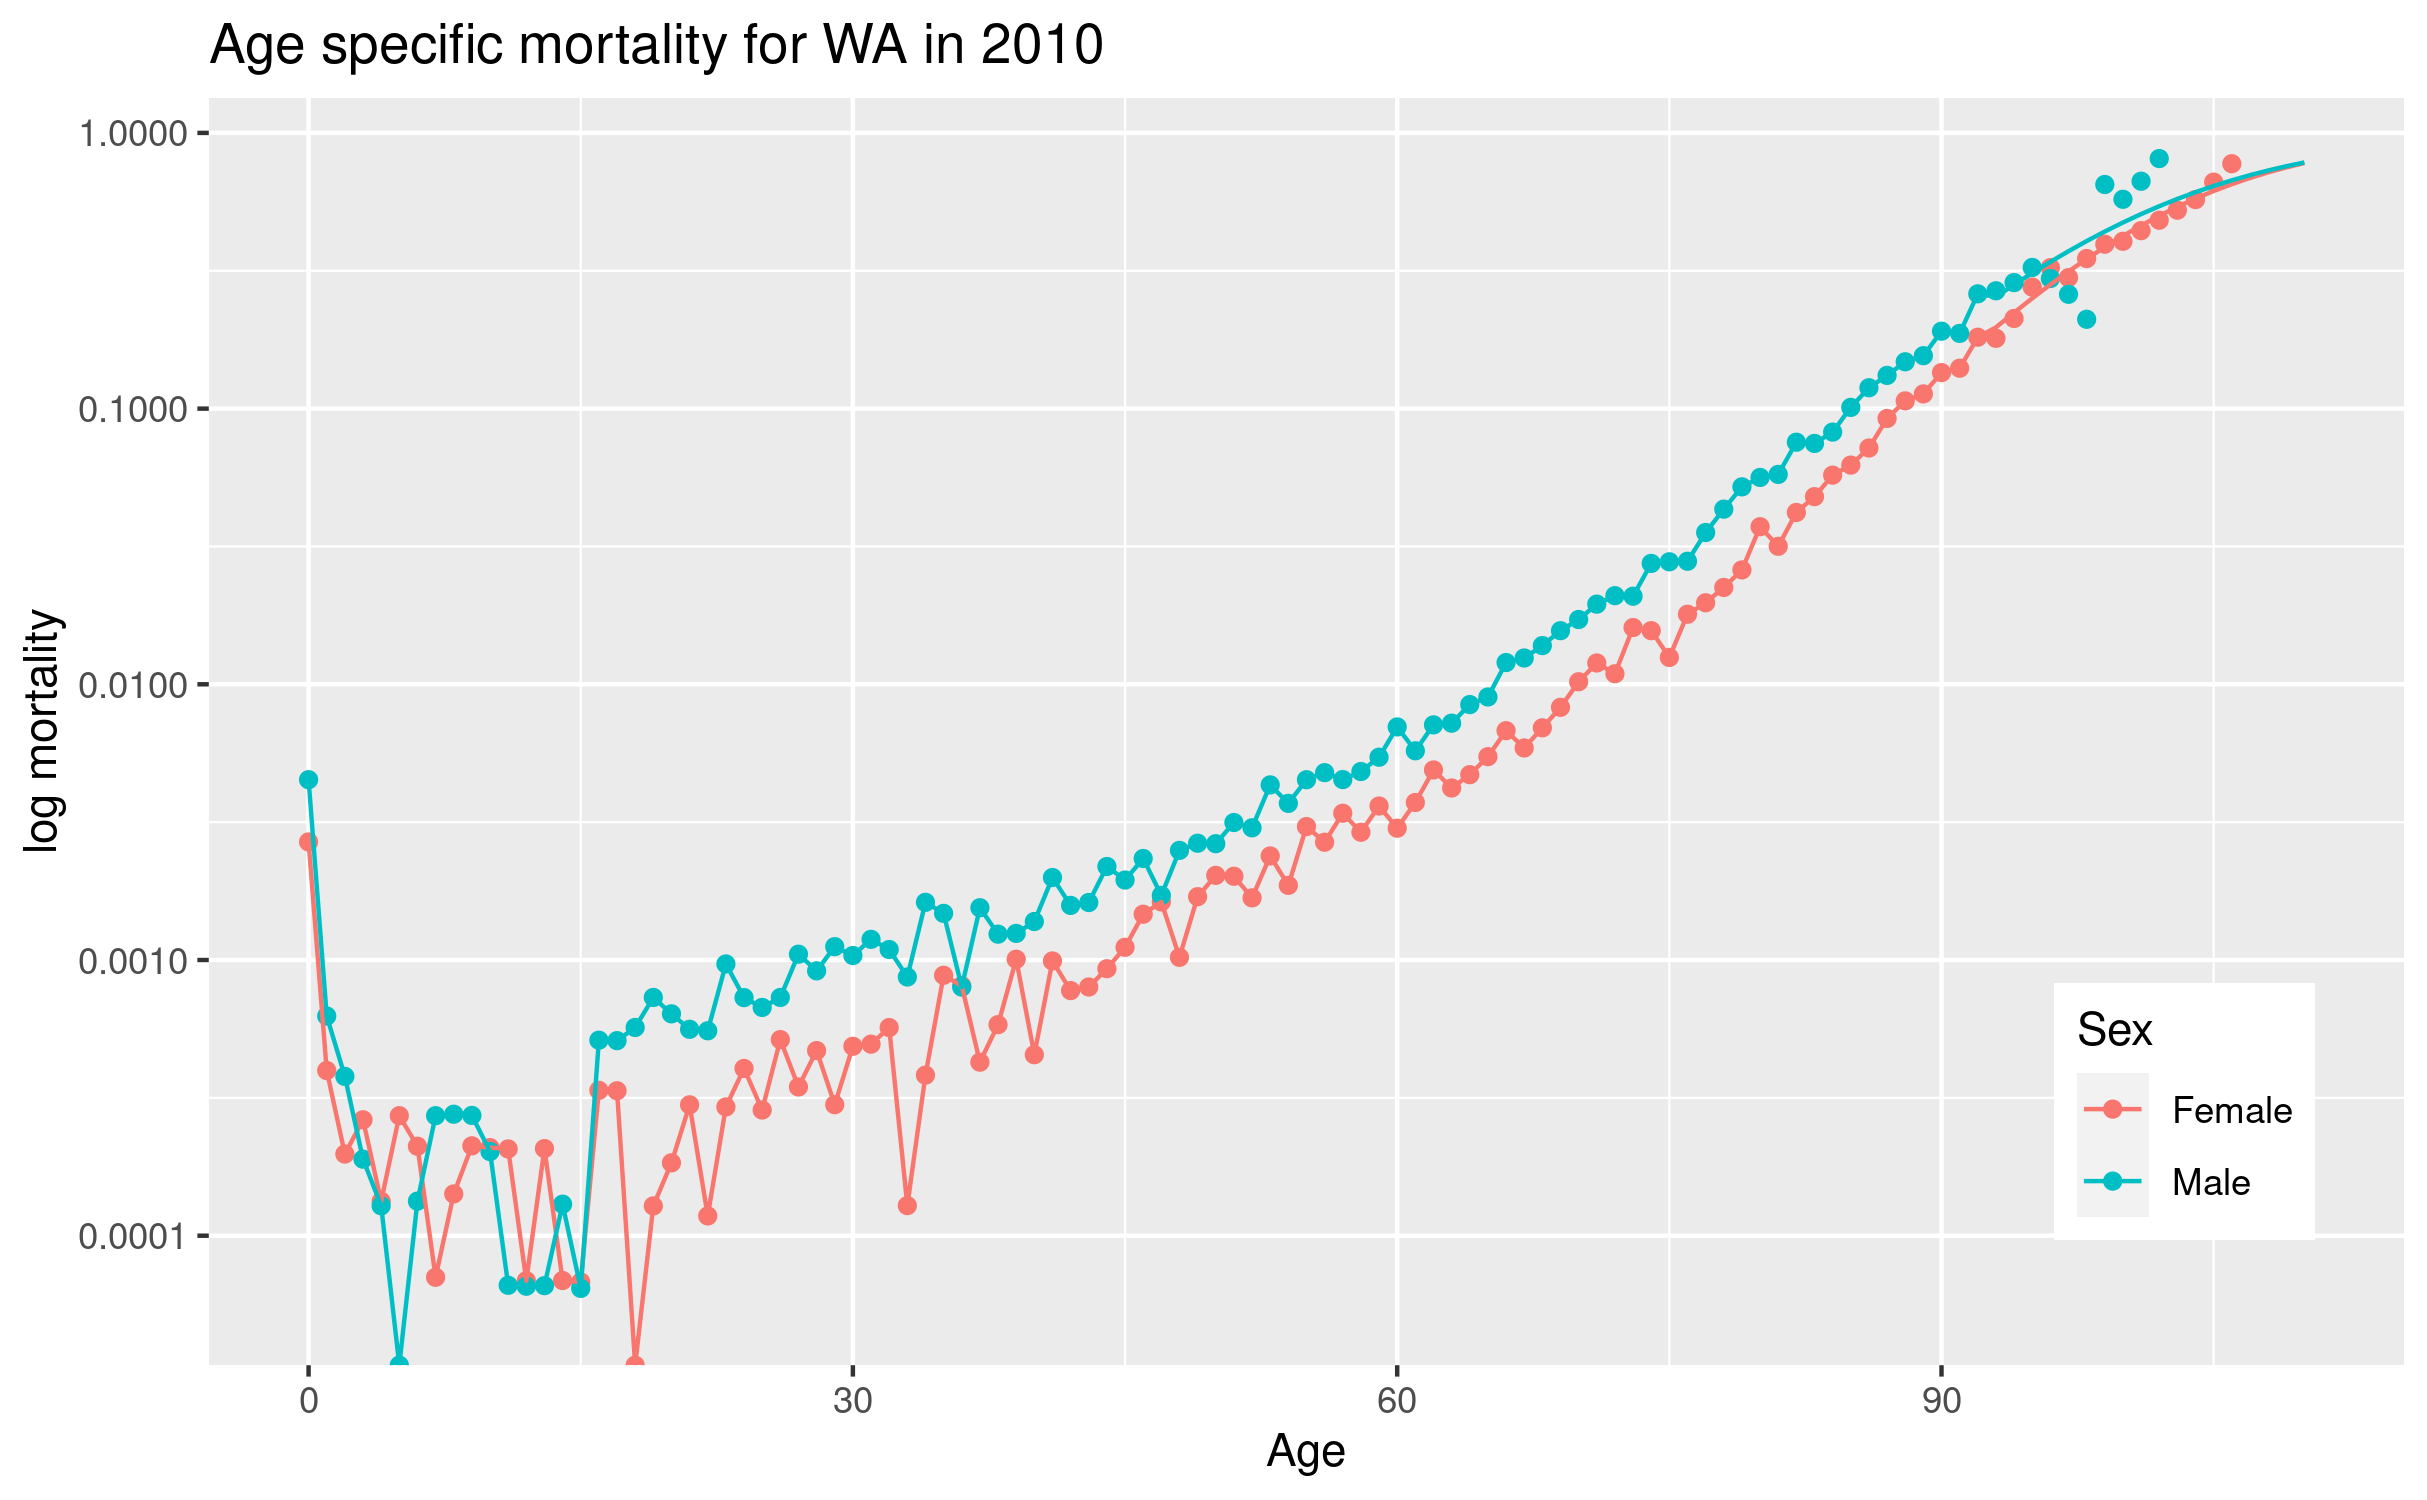 Age specific mortality for WA in 2010
1.0000
0.1000
0.0100
0.0010
0.0001
log mortality
0
30
60
90
Age
Sex
Female
Male